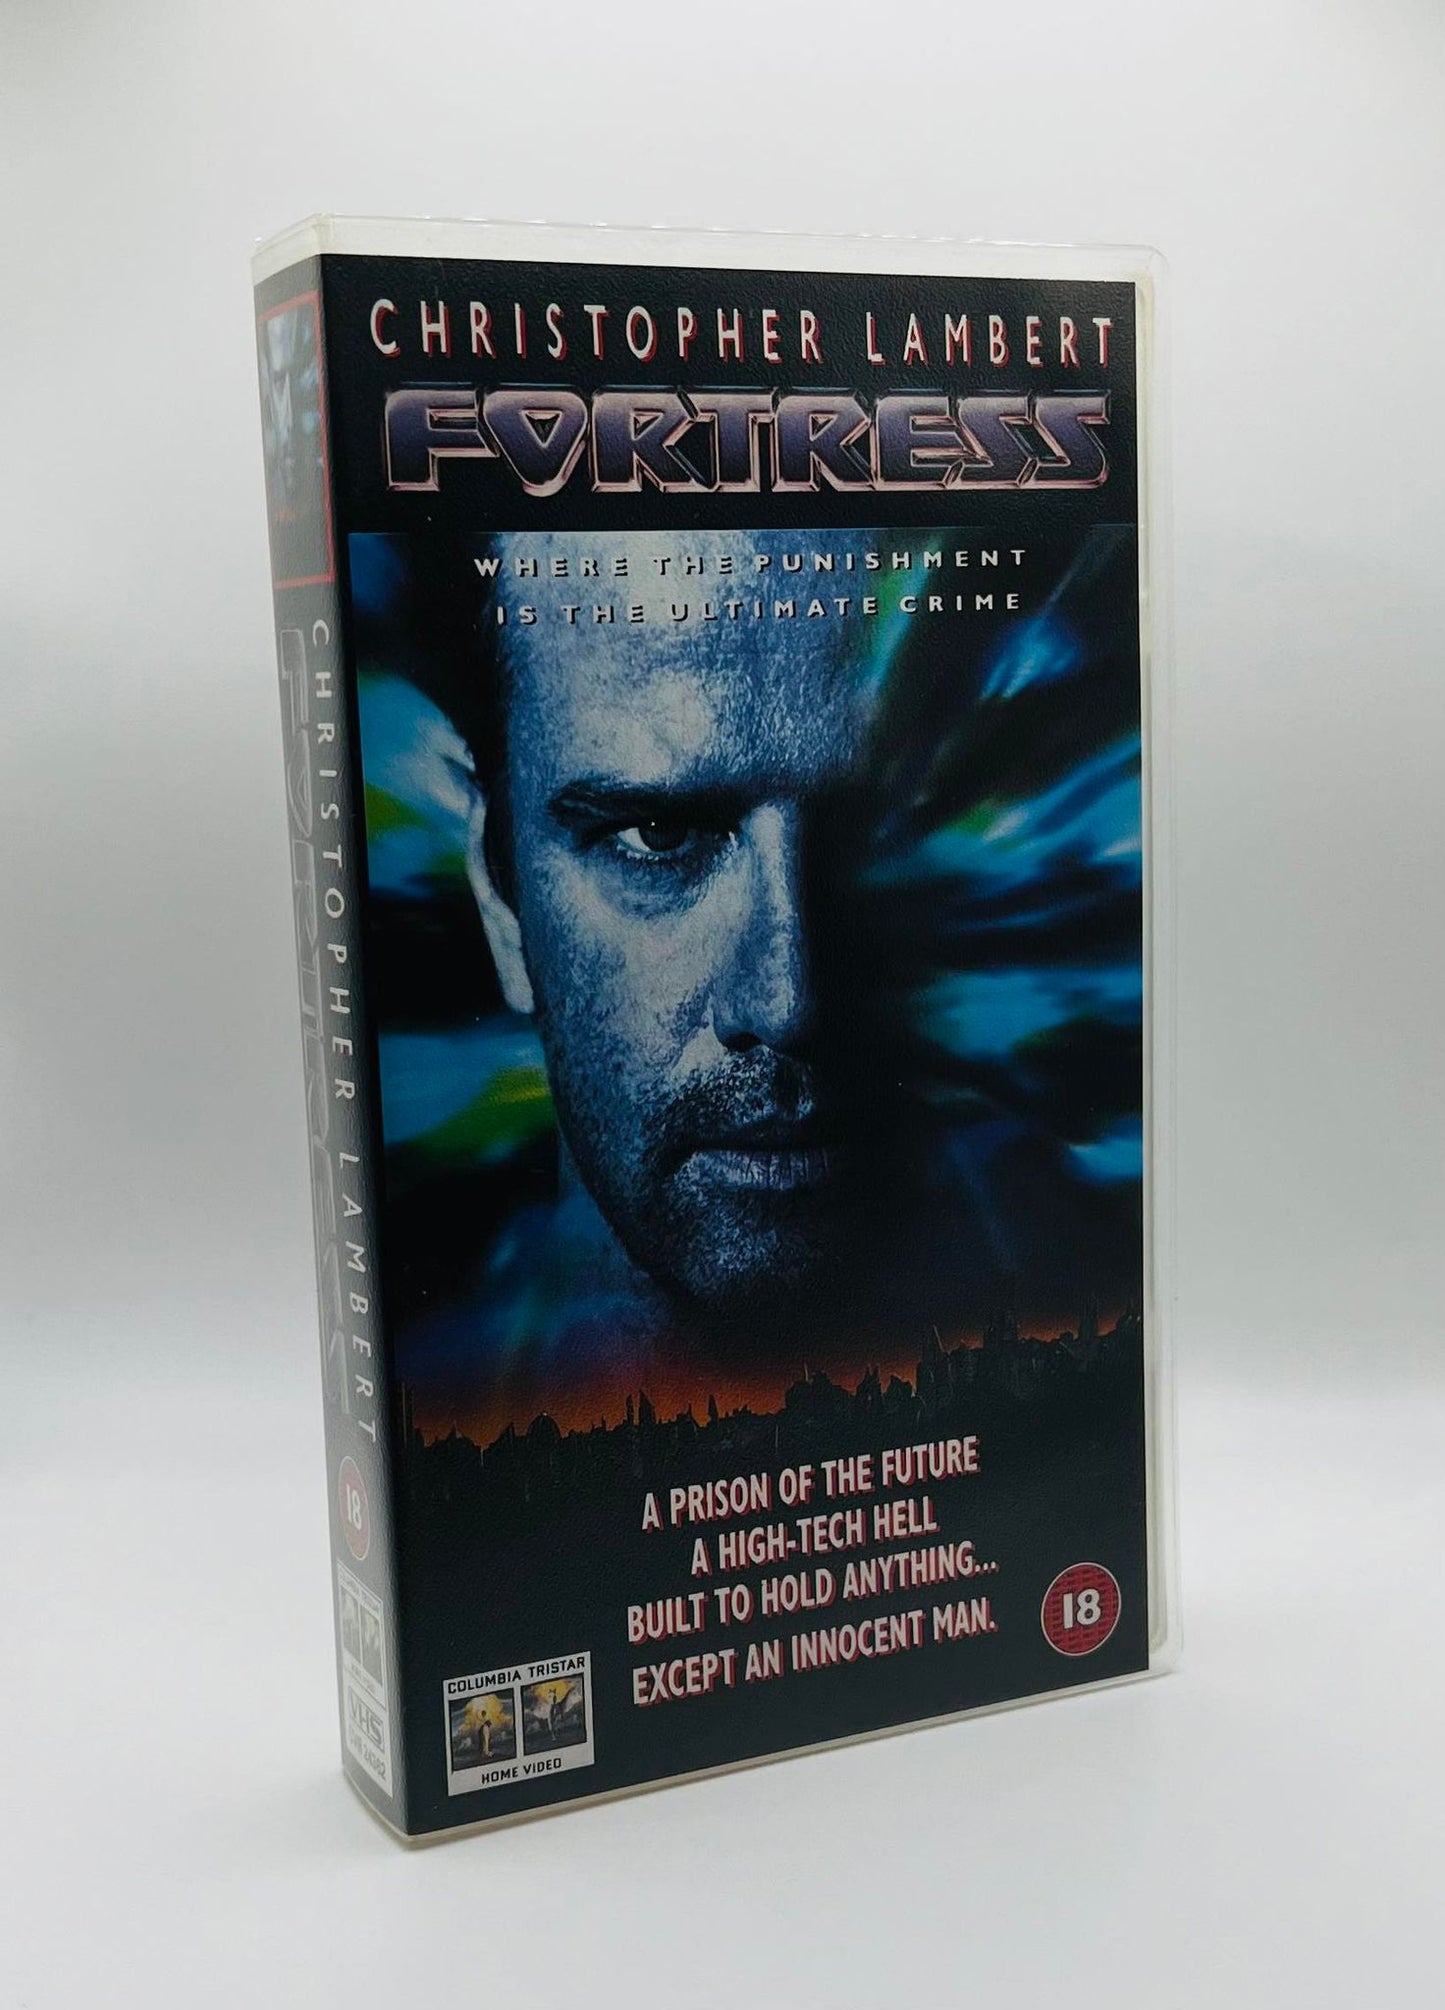 CHRISTOPHER LAMBERT
FORTRESS
WHERE THE PUNISHMENT
IS THE ULTIMATE CRIME
A PRISON OF THE FUTURE
A HIGH-TECH HELL
BUILT TO HOLD ANYTHING...
EXCEPT AN INNOCENT MAN.
18
COLUMBIA TRISTAR
HOME VIDEO
CHRISTOPHER LAMBERT
FORTRESS
18
VHS